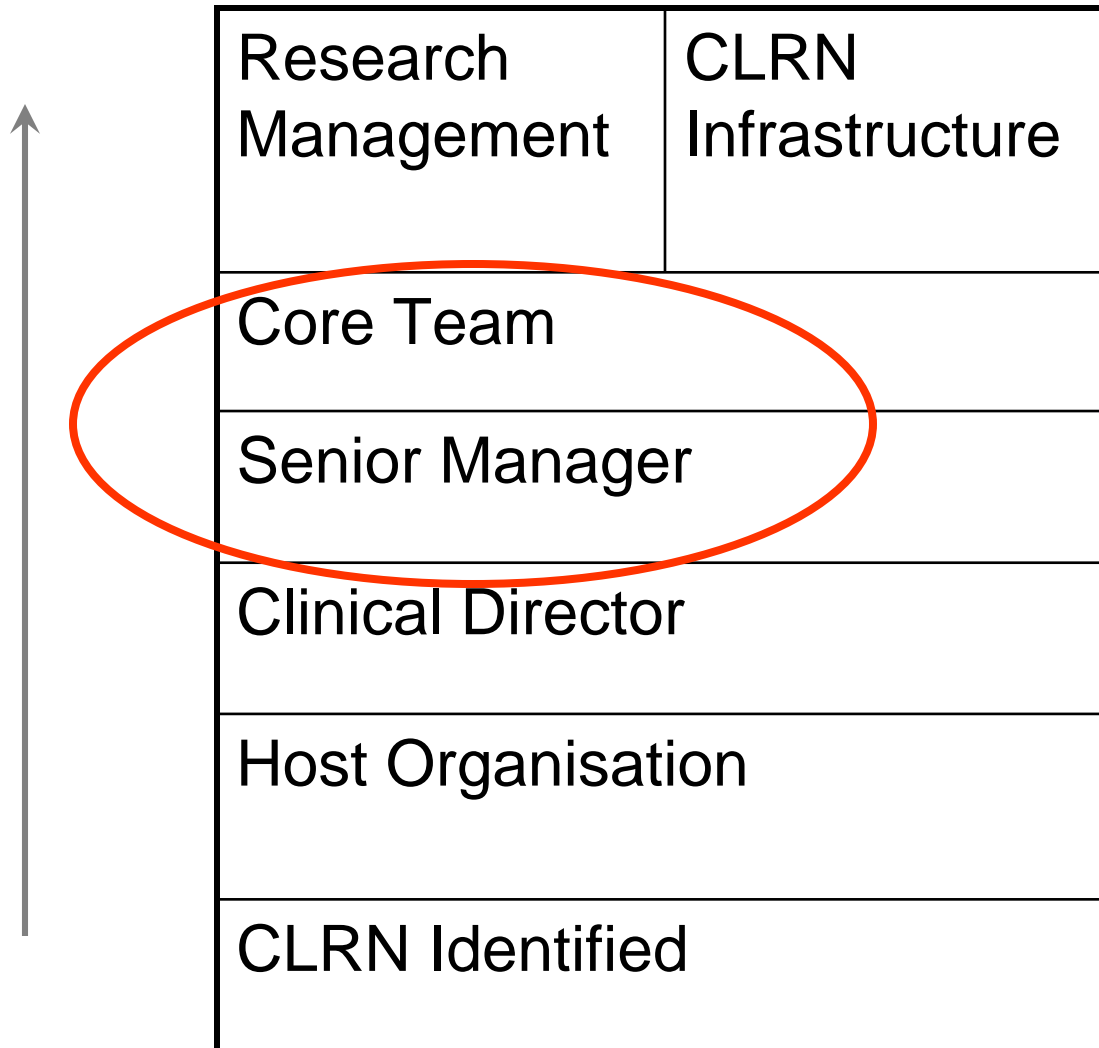 Research
Management
CLRN
Infrastructure
Core Team
Senior Manager
Clinical Director
Host Organisation
CLRN Identified